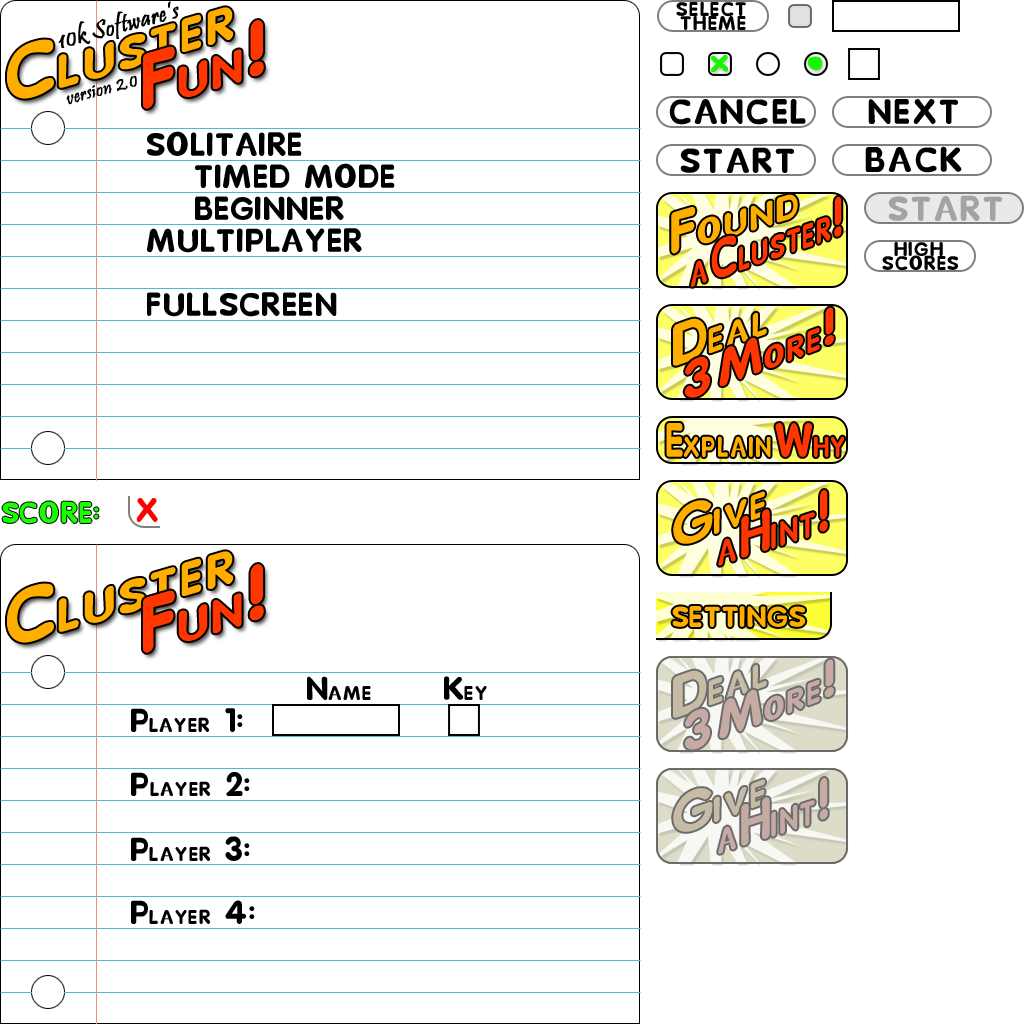 10k Software's
CLUSTER
FUN!
version 2.0
SOLITAIRE
TIMED MODE
BEGINNER
MULTIPLAYER
FULLSCREEN
SCORE:
X
CLUSTER
FUN!
NAME KEY
PLAYER 1:
PLAYER 2:
PLAYER 3:
PLAYER 4:
SELECT
THEME
CANCEL
NEXT
START
BACK
FOUND
A CLUSTER!
START
HIGH
SCORES
DEAL
3 MORE!
EXPLAIN WHY
GIVE
A HINT!
SETTINGS
DEAL
3 MORE!
GIVE
A HINT!